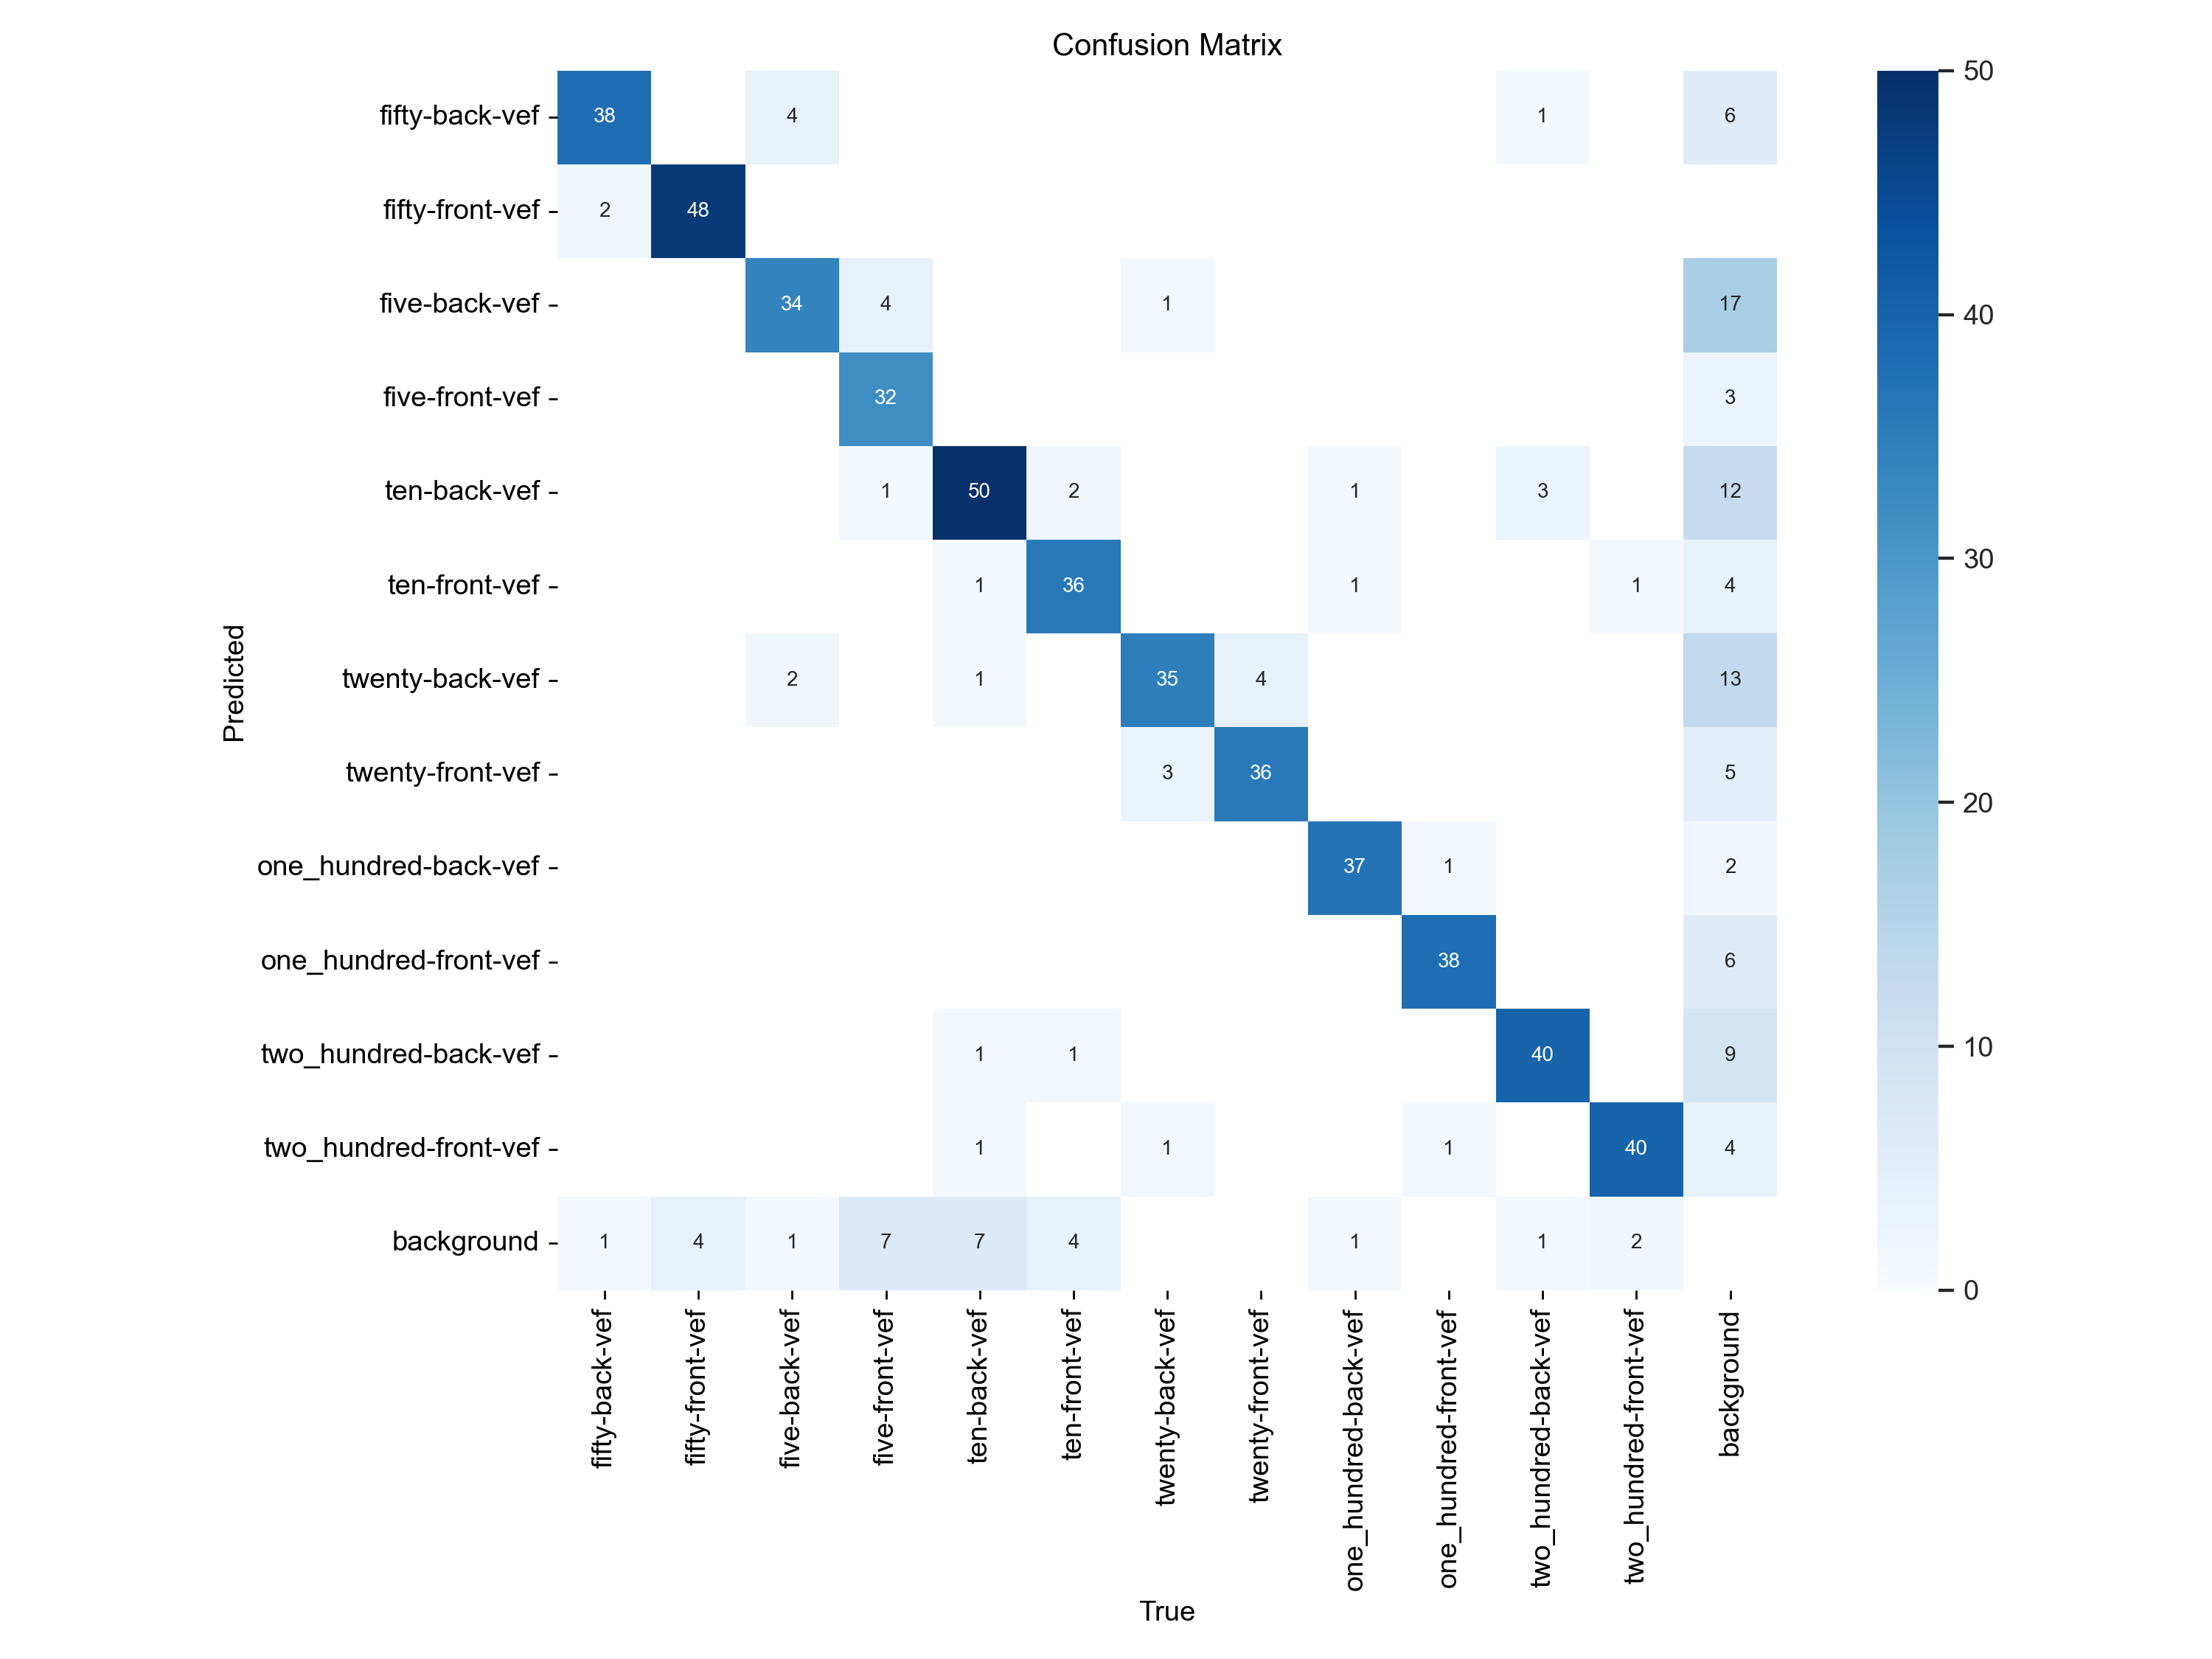 Confusion Matrix
fifty-back-vef 38 4 1 6
fifty-front-vef 2 48
five-back-vef 34 4 1 17
five-front-vef 32 3
ten-back-vef 1 50 2 1 3 12
ten-front-vef 1 36 1 1 4
twenty-back-vef 2 1 35 4 13
twenty-front-vef 3 36 5
one_hundred-back-vef 37 1 2
one_hundred-front-vef 38 6
two_hundred-back-vef 1 1 40 9
two_hundred-front-vef 1 1 1 40 4
background 1 4 1 7 7 4 1 1 2
Predicted
fifty-back-vef
fifty-front-vef
five-back-vef
five-front-vef
ten-back-vef
ten-front-vef
twenty-back-vef
twenty-front-vef
one_hundred-back-vef
one_hundred-front-vef
two_hundred-back-vef
two_hundred-front-vef
background
True
50
40
30
20
10
0